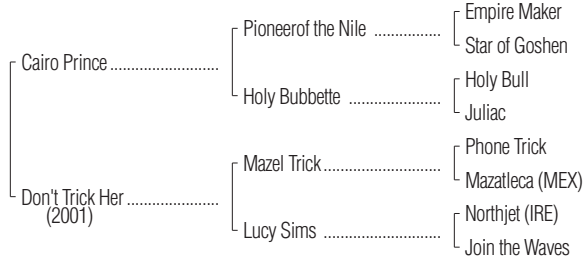 Empire Maker
Pioneerof the Nile ..................
Star of Goshen
Cairo Prince ........................
Holy Bull
Holy Bubbette .....................
Juliac
Phone Trick
Mazel Trick..........................
Mazatleca (MEX)
Don't Trick Her .....................
(2001)
Northjet (IRE)
Lucy Sims ...........................
Join the Waves